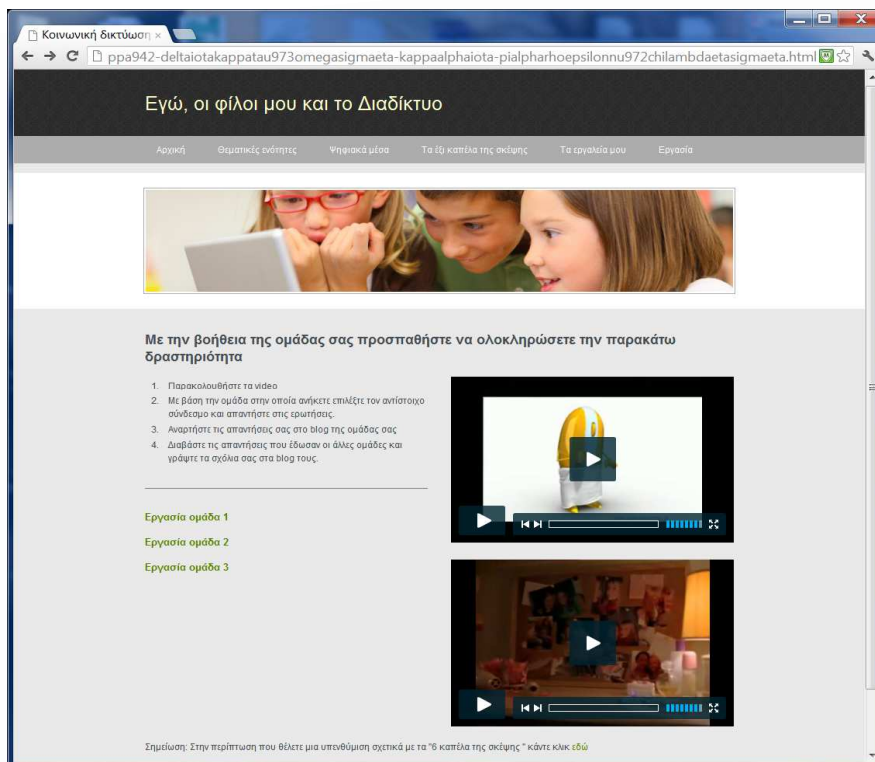 Κοινωνική δικτύωση
ppa942-deltaiotakappatau973omegasigmaeta-kappaalphaiota-pialpharhoepsilonnu972chilambdaetasigmaeta.html
Εγώ, οι φίλοι μου και το Διαδίκτυο
Αρχική Θεματικές ενότητες Ψηφιακά μέσα Τα έξι καπέλα της σκέψης Τα εργαλεία μου Εργασία
Με την βοήθεια της ομάδας σας προσπαθήστε να ολοκληρώσετε την παρακάτω
δραστηριότητα
1. Παρακολουθήστε τα video
2. Με βάση την ομάδα στην οποία ανήκετε επιλέξτε τον αντίστοιχο
σύνδεσμο και απαντήστε στις ερωτήσεις.
3. Αναρτήστε τις απαντήσεις σας στο blog της ομάδας σας
4. Διαβάστε τις απαντήσεις που έδωσαν οι άλλες ομάδες και
γράψτε τα σχόλια σας στα blog τους.
Εργασία ομάδα 1
Εργασία ομάδα 2
Εργασία ομάδα 3
Σημείωση: Στην περίπτωση που θέλετε μια υπενθύμιση σχετικά με τα "6 καπέλα της σκέψης " κάντε κλικ εδώ